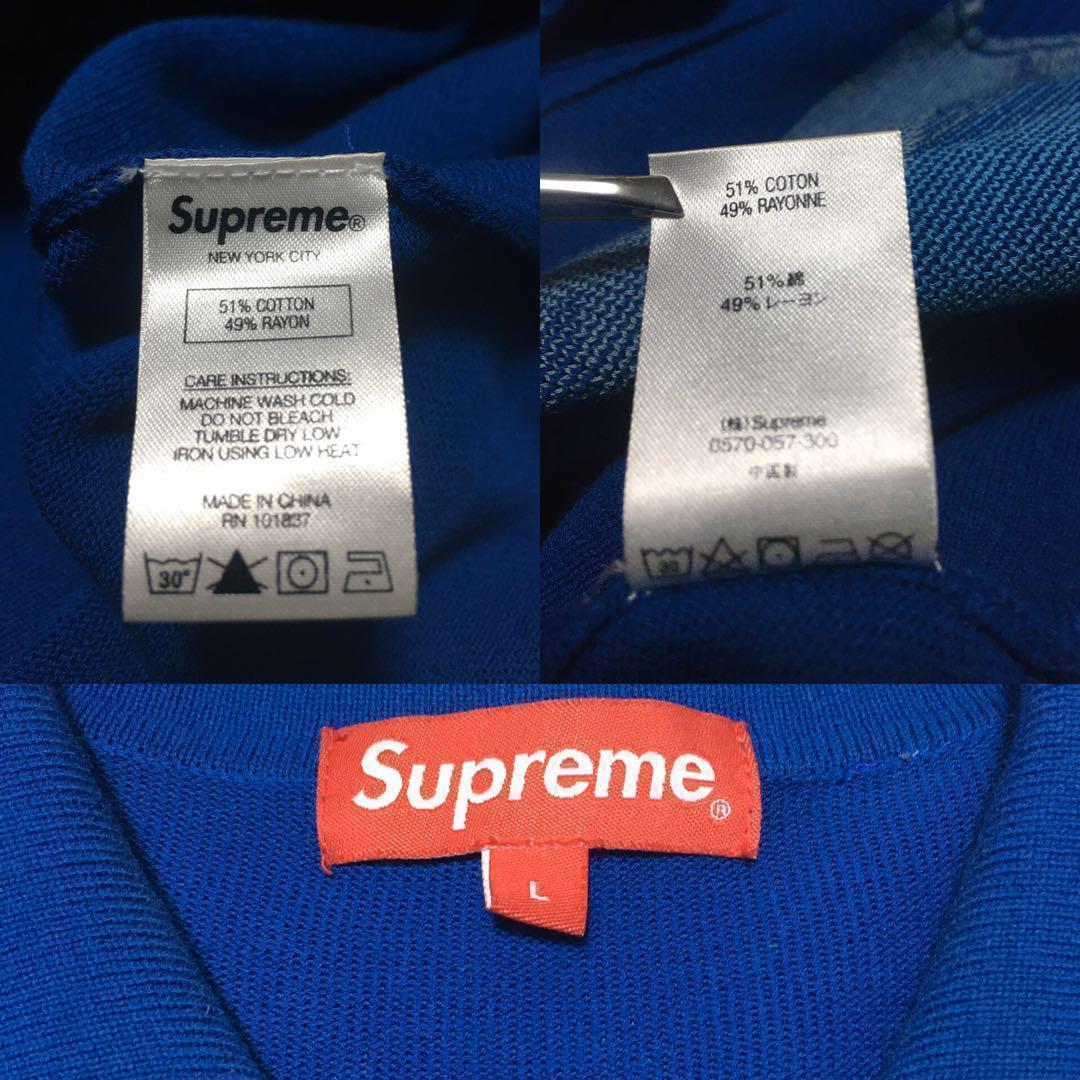 Supreme®
NEW YORK CITY
51% COTTON
49% RAYON
CARE INSTRUCTIONS:
MACHINE WASH COLD
DO NOT BLEACH
TUMBLE DRY LOW
IRON USING LOW HEAT
MADE IN CHINA
RN 101837
30°
51% COTON
49% RAYONNE
51% 綿
49% レーヨン
(株)Supreme
0570-057-300
中国製
30
Supreme®
L